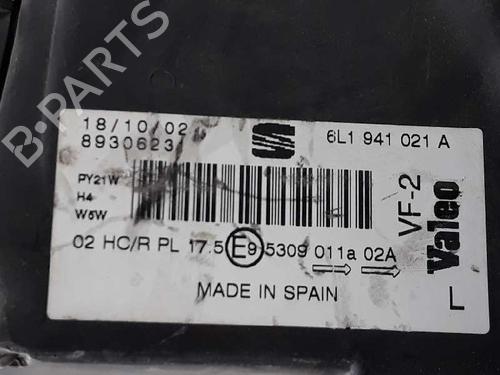 B-PARTS
18/10/02
89306231
6L1 941 021 A
PY21W
H4
W5W
VF-2
Valeo
02 HC/R PL 17.5 E9 5309 011a 02A
MADE IN SPAIN
L